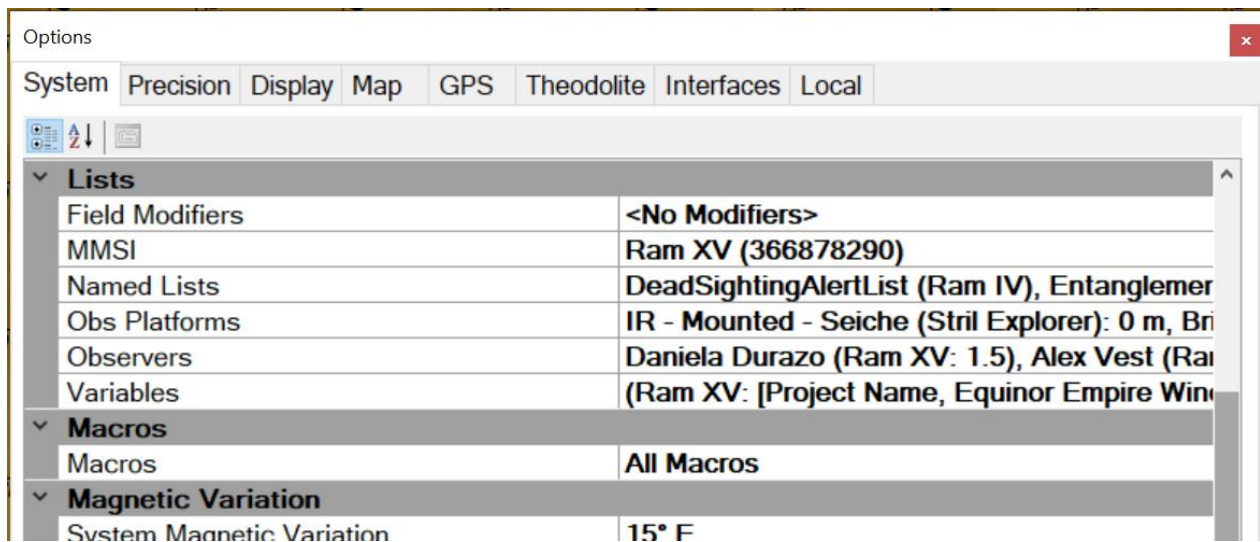 Options
System Precision Display Map GPS Theodolite Interfaces Local
Lists
Field Modifiers <No Modifiers>
MMSI Ram XV (366878290)
Named Lists DeadSightingAlertList (Ram IV), Entanglemen
Obs Platforms IR - Mounted - Seiche (Stril Explorer): 0 m, Bri
Observers Daniela Durazo (Ram XV: 1.5), Alex Vest (Ra
Variables (Ram XV: [Project Name, Equinor Empire Win
Macros
Macros All Macros
Magnetic Variation
System Magnetic Variation 15° E